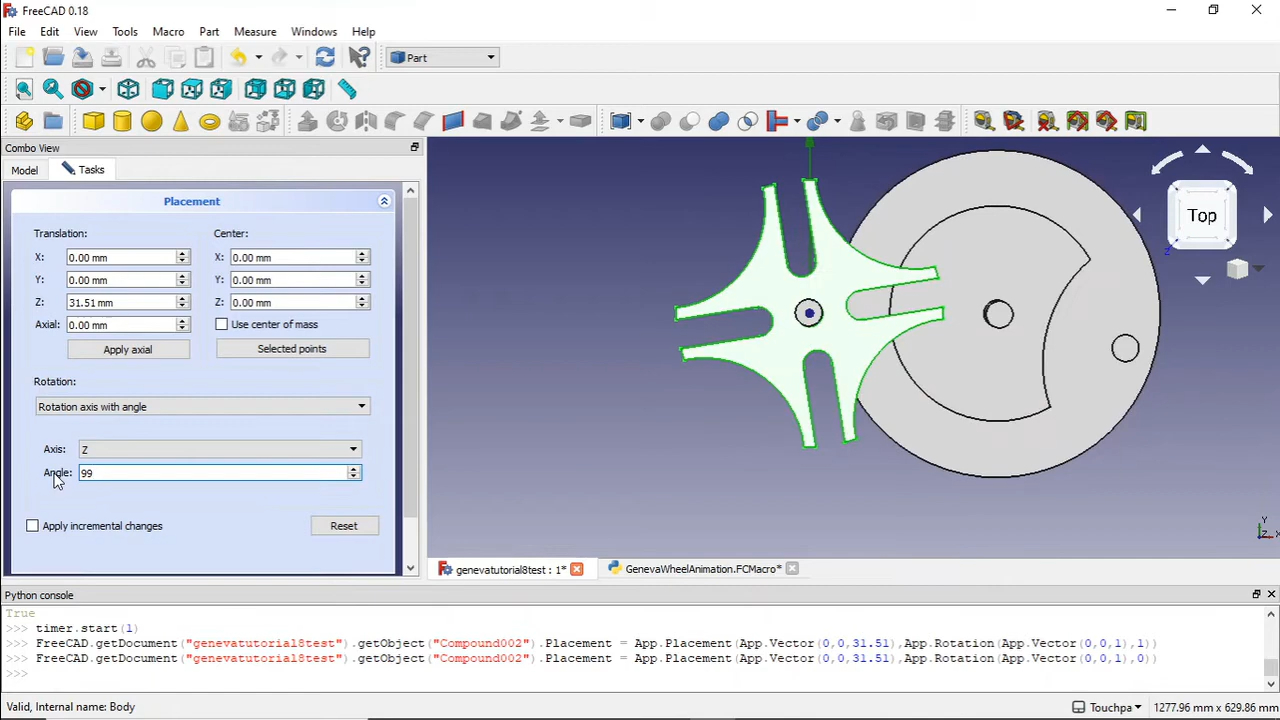 FreeCAD 0.18
File Edit View Tools Macro Part Measure Windows Help
Part
Combo View
Model Tasks
Placement
Translation: Center:
X: 0.00 mm X: 0.00 mm
Y: 0.00 mm Y: 0.00 mm
Z: 31.51 mm Z: 0.00 mm
Axial: 0.00 mm Use center of mass
Apply axial Selected points
Rotation:
Rotation axis with angle
Axis: Z
Angle: 99
Apply incremental changes Reset
Top
Z
Y
Z X
genevatutorial8test : 1* GenevaWheelAnimation.FCMacro*
Python console
True
>>> timer.start(1)
>>> FreeCAD.getDocument("genevatutorial8test").getObject("Compound002").Placement = App.Placement(App.Vector(0,0,31.51),App.Rotation(App.Vector(0,0,1),1))
>>> FreeCAD.getDocument("genevatutorial8test").getObject("Compound002").Placement = App.Placement(App.Vector(0,0,31.51),App.Rotation(App.Vector(0,0,1),0))
>>>
Valid, Internal name: Body Touchpa 1277.96 mm x 629.86 mm